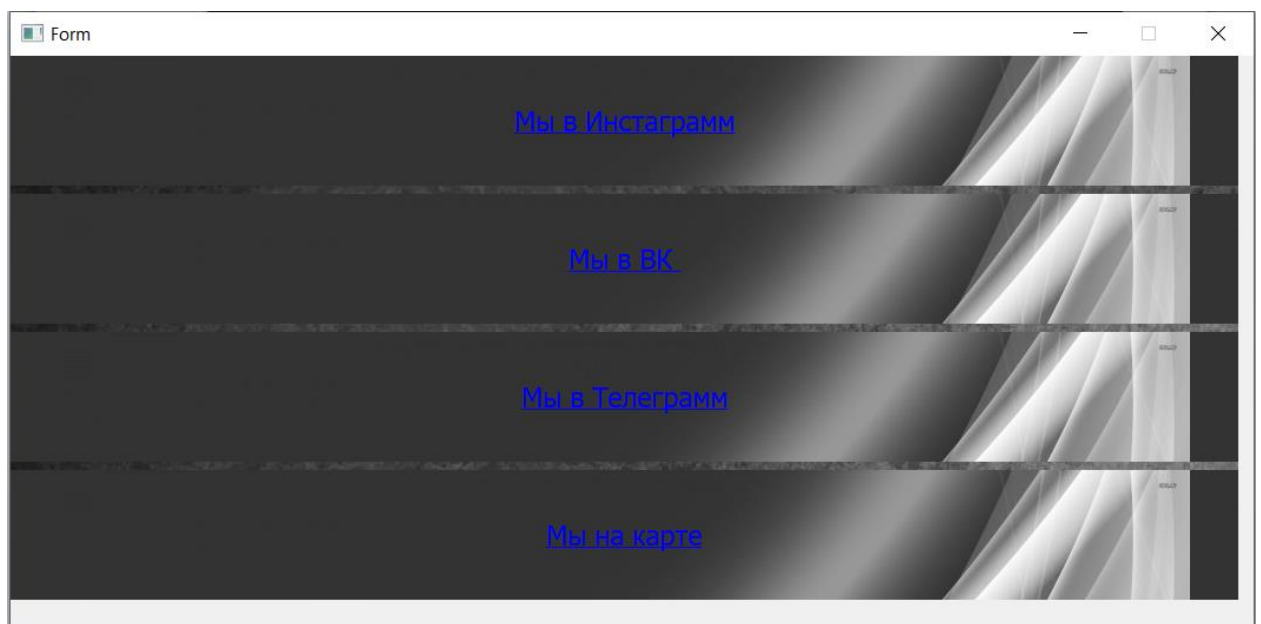 Form
Мы в Инстаграмм
Мы в ВК
Мы в Телеграмм
Мы на карте